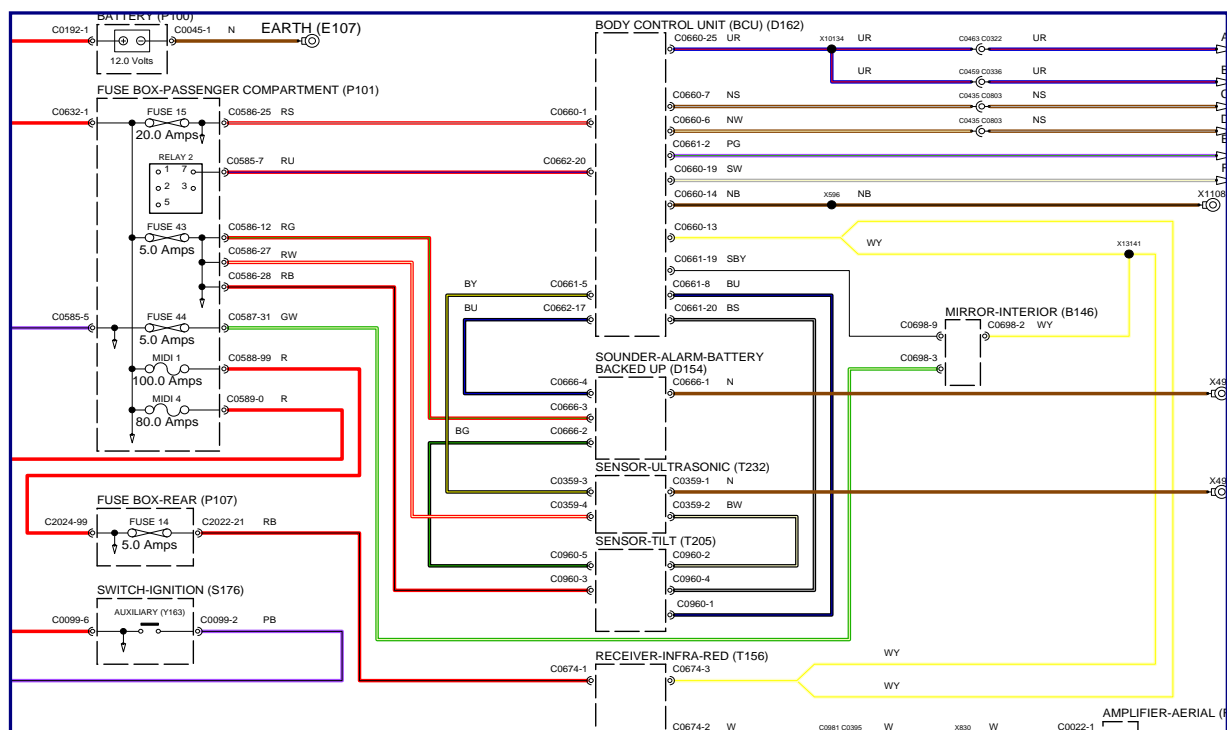 BATTERY (P100)
C0192-1
C0045-1 N
EARTH (E107)
12.0 Volts
FUSE BOX-PASSENGER COMPARTMENT (P101)
C0632-1
FUSE 15
20.0 Amps
C0586-25 RS
RELAY 2
1 7
2 3
5
C0585-7 RU
FUSE 43
5.0 Amps
C0586-12 RG
C0586-27 RW
C0586-28 RB
C0585-5
FUSE 44
5.0 Amps
C0587-31 GW
MIDI 1
100.0 Amps
C0588-99 R
MIDI 4
80.0 Amps
C0589-0 R
FUSE BOX-REAR (P107)
C2024-99
FUSE 14
5.0 Amps
C2022-21 RB
SWITCH-IGNITION (S176)
AUXILIARY (Y163)
C0099-6
C0099-2 PB
BODY CONTROL UNIT (BCU) (D162)
C0660-1
C0662-20
BY C0661-5
BU C0662-17
C0660-25 UR X10134 UR C0463 C0322 UR
UR C0459 C0336 UR
C0660-7 NS C0435 C0803 NS
C0660-6 NW C0435 C0803 NS
C0661-2 PG
C0660-19 SW
C0660-14 NB X596 NB X1108
C0660-13
WY
X13141
C0661-19 SBY
C0661-8 BU
C0661-20 BS
MIRROR-INTERIOR (B146)
C0698-9
C0698-2 WY
C0698-3
SOUNDER-ALARM-BATTERY
BACKED UP (D154)
C0666-4
C0666-1 N
X49
C0666-3
BG C0666-2
SENSOR-ULTRASONIC (T232)
C0359-3
C0359-1 N
X49
C0359-4
C0359-2 BW
SENSOR-TILT (T205)
C0960-5
C0960-2
C0960-3
C0960-4
C0960-1
RECEIVER-INFRA-RED (T156)
C0674-1
C0674-3
WY
WY
C0674-2 W C0981 C0395 W X830 W C0022-1
AMPLIFIER-AERIAL